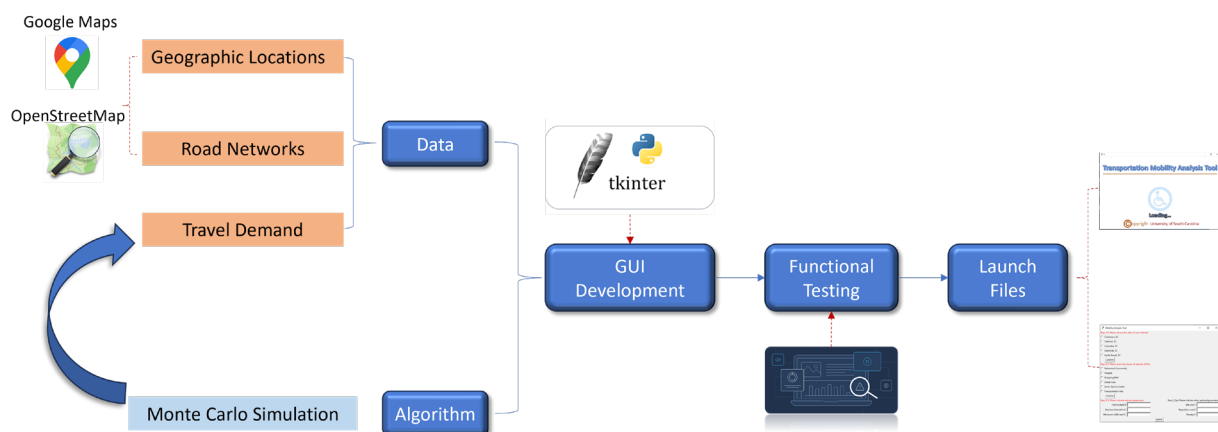 Google Maps
Geographic Locations
OpenStreetMap
Road Networks
Data
Travel Demand
tkinter
GUI
Development
Functional
Testing
Launch
Files
Monte Carlo Simulation
Algorithm
Transportation Mobility Analysis Tool
Loading...
Copyright University of South Carolina